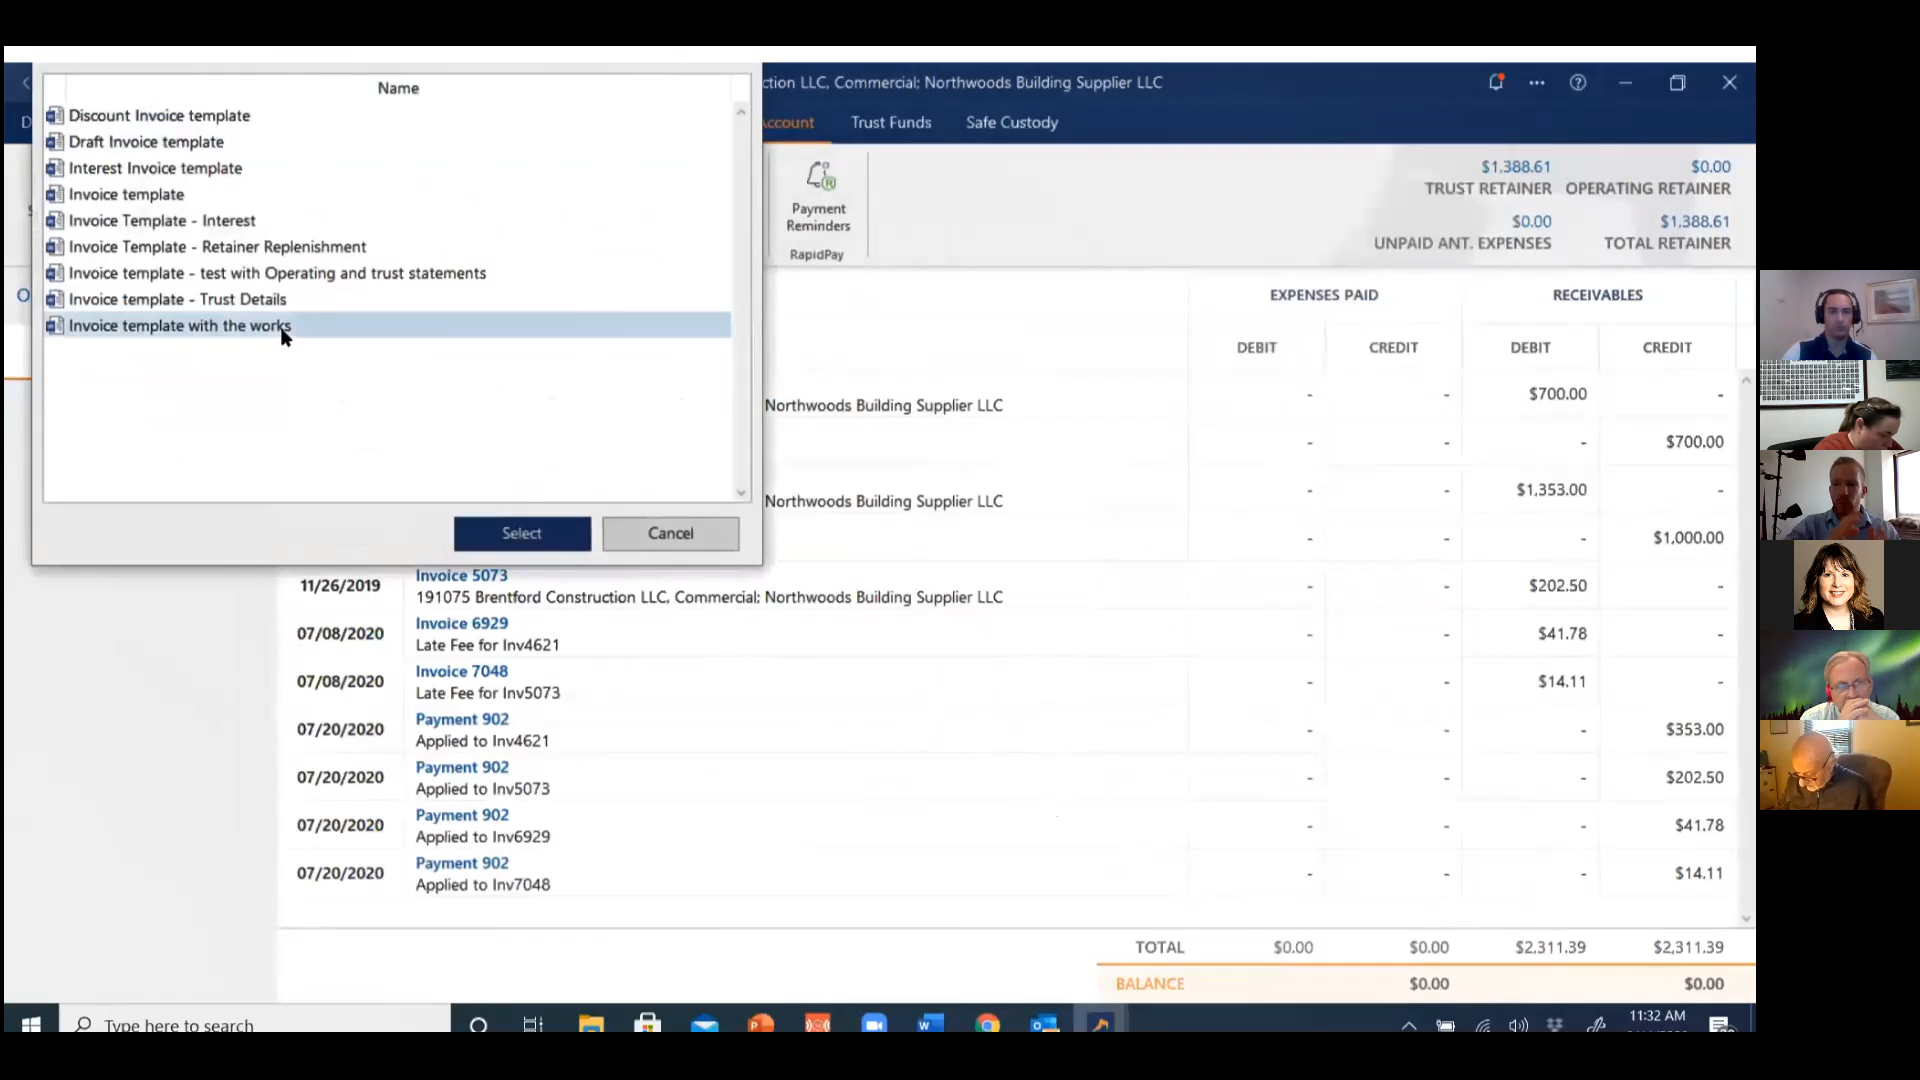 ction LLC, Commercial; Northwoods Building Supplier LLC
Account
Trust Funds
Safe Custody
Name
Discount Invoice template
Draft Invoice template
Interest Invoice template
Invoice template
Invoice Template - Interest
Invoice Template - Retainer Replenishment
Invoice template - test with Operating and trust statements
Invoice template - Trust Details
Invoice template with the works
Select
Cancel
Payment
Reminders
RapidPay
$1,388.61
TRUST RETAINER
$0.00
OPERATING RETAINER
$0.00
UNPAID ANT. EXPENSES
$1,388.61
TOTAL RETAINER
EXPENSES PAID RECEIVABLES
DEBIT CREDIT DEBIT CREDIT
Northwoods Building Supplier LLC - - $700.00 -
- - - $700.00
Northwoods Building Supplier LLC - - $1,353.00 -
- - - $1,000.00
11/26/2019 Invoice 5073 - - $202.50 -
191075 Brentford Construction LLC, Commercial; Northwoods Building Supplier LLC
07/08/2020 Invoice 6929 - - $41.78 -
Late Fee for Inv4621
07/08/2020 Invoice 7048 - - $14.11 -
Late Fee for Inv5073
07/20/2020 Payment 902 - - - $353.00
Applied to Inv4621
07/20/2020 Payment 902 - - - $202.50
Applied to Inv5073
07/20/2020 Payment 902 - - - $41.78
Applied to Inv6929
07/20/2020 Payment 902 - - - $14.11
Applied to Inv7048
TOTAL $0.00 $0.00 $2,311.39 $2,311.39
BALANCE $0.00 $0.00
Type here to search
11:32 AM